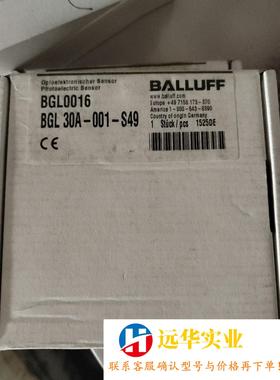 Optoelektronischer Sensor
Photoelectric Sensor
BGL0016
BGL 30A-001-S49
CE
BALLUFF
www.balluff.com
Europe +49 7158 173-370
America 1-800-543-8390
Country of origin Germany
1 Stück/pcs 1525DE
远华实业
联系客服确认型号与价格再下单